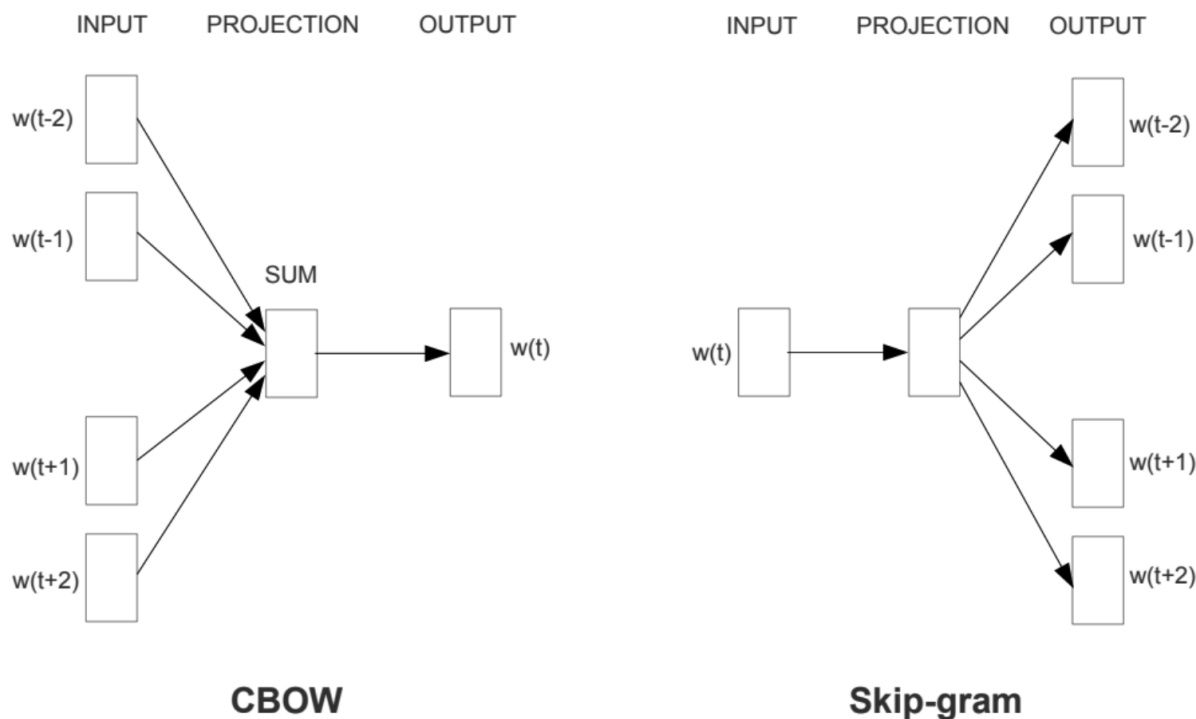 INPUT PROJECTION OUTPUT
w(t-2)
w(t-1)
SUM
w(t)
w(t+1)
w(t+2)
CBOW
INPUT PROJECTION OUTPUT
w(t-2)
w(t-1)
w(t)
w(t+1)
w(t+2)
Skip-gram